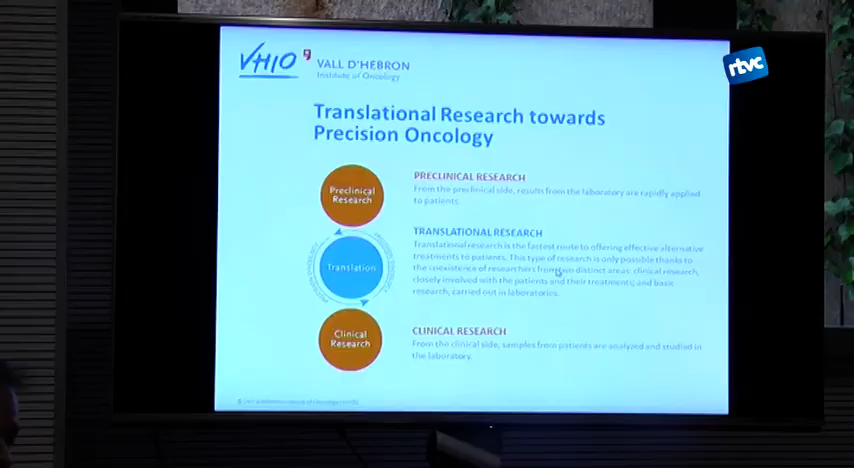 rtvc
VHIO
VALL D'HEBRON
Institute of Oncology
Translational Research towards
Precision Oncology
Preclinical
Research
PRECLINICAL RESEARCH
From the preclinical side, results from the laboratory are rapidly applied
to patients.
Translation
TRANSLATIONAL RESEARCH
Translational research is the fastest route to offering effective alternative
treatments to patients. This type of research is only possible thanks to
the coexistence of researchers from two distinct areas: clinical research,
closely involved with the patients and their treatments; and basic
research, carried out in laboratories.
Clinical
Research
CLINICAL RESEARCH
From the clinical side, samples from patients are analyzed and studied in
the laboratory.